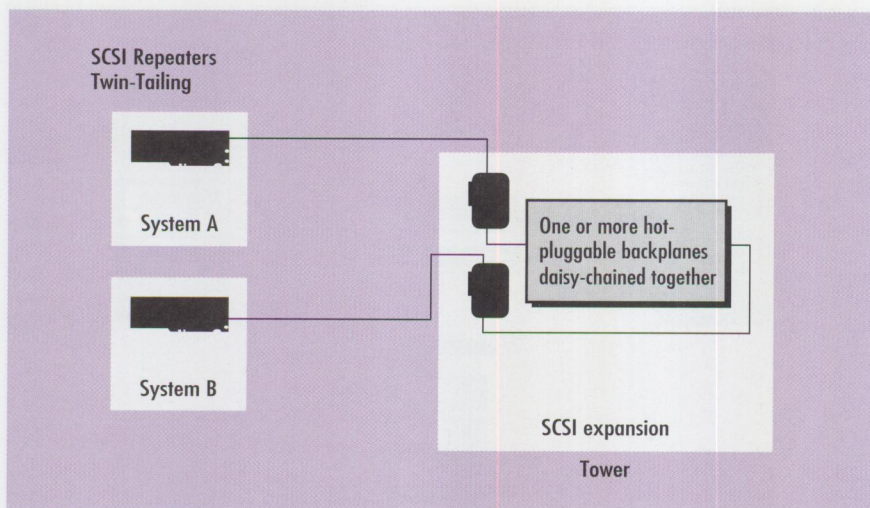 SCSI Repeaters
Twin-Tailing
System A
System B
One or more hot-
pluggable backplanes
daisy-chained together
SCSI expansion
Tower